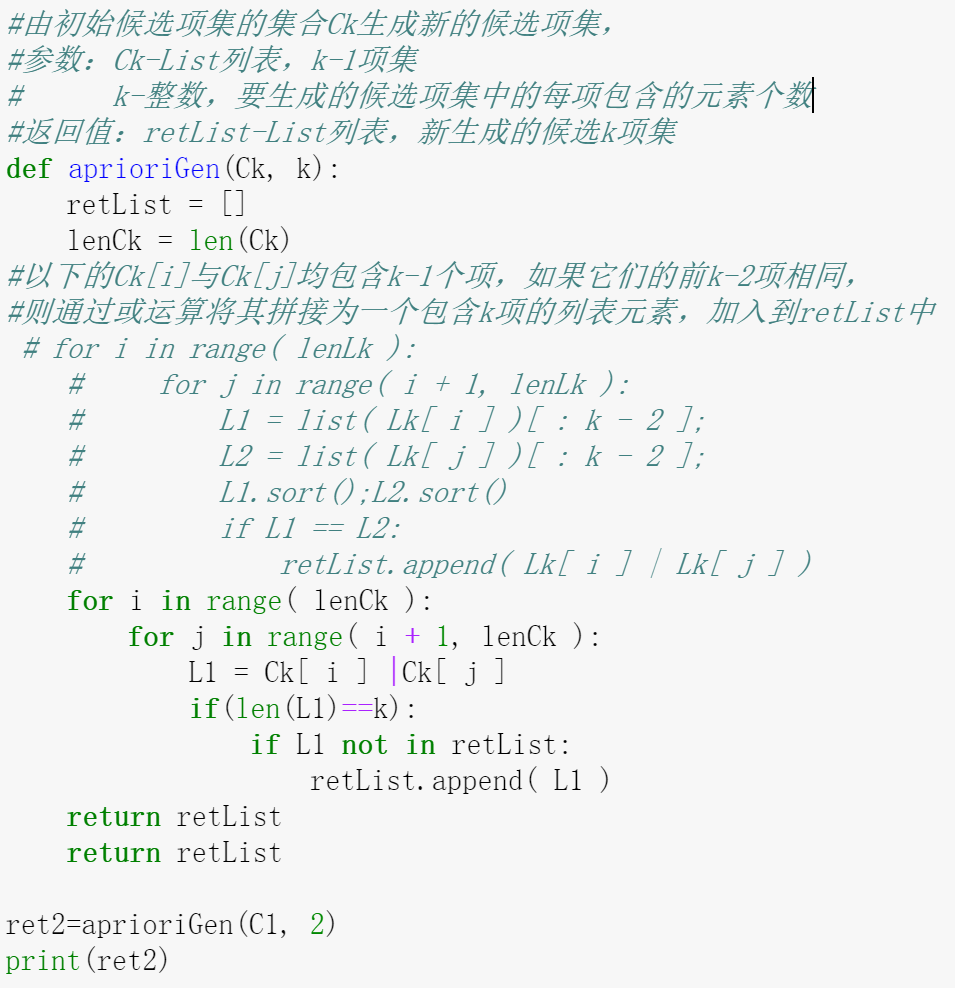 #由初始候选项集的集合Ck生成新的候选项集，
#参数：Ck-List列表，k-1项集
#      k-整数，要生成的候选项集中的每项包含的元素个数
#返回值：retList-List列表，新生成的候选k项集
def aprioriGen(Ck, k):
    retList = []
    lenCk = len(Ck)
#以下的Ck[i]与Ck[j]均包含k-1个项，如果它们的前k-2项相同，
#则通过或运算将其拼接为一个包含k项的列表元素，加入到retList中
 # for i in range( lenLk ):
    #     for j in range( i + 1, lenLk ):
    #         L1 = list( Lk[ i ] )[ : k - 2 ];
    #         L2 = list( Lk[ j ] )[ : k - 2 ];
    #         L1.sort();L2.sort()
    #         if L1 == L2:
    #             retList.append( Lk[ i ] | Lk[ j ] )
    for i in range( lenCk ):
        for j in range( i + 1, lenCk ):
            L1 = Ck[ i ] |Ck[ j ]
            if(len(L1)==k):
                if L1 not in retList:
                    retList.append( L1 )
    return retList
    return retList
ret2=aprioriGen(C1, 2)
print(ret2)